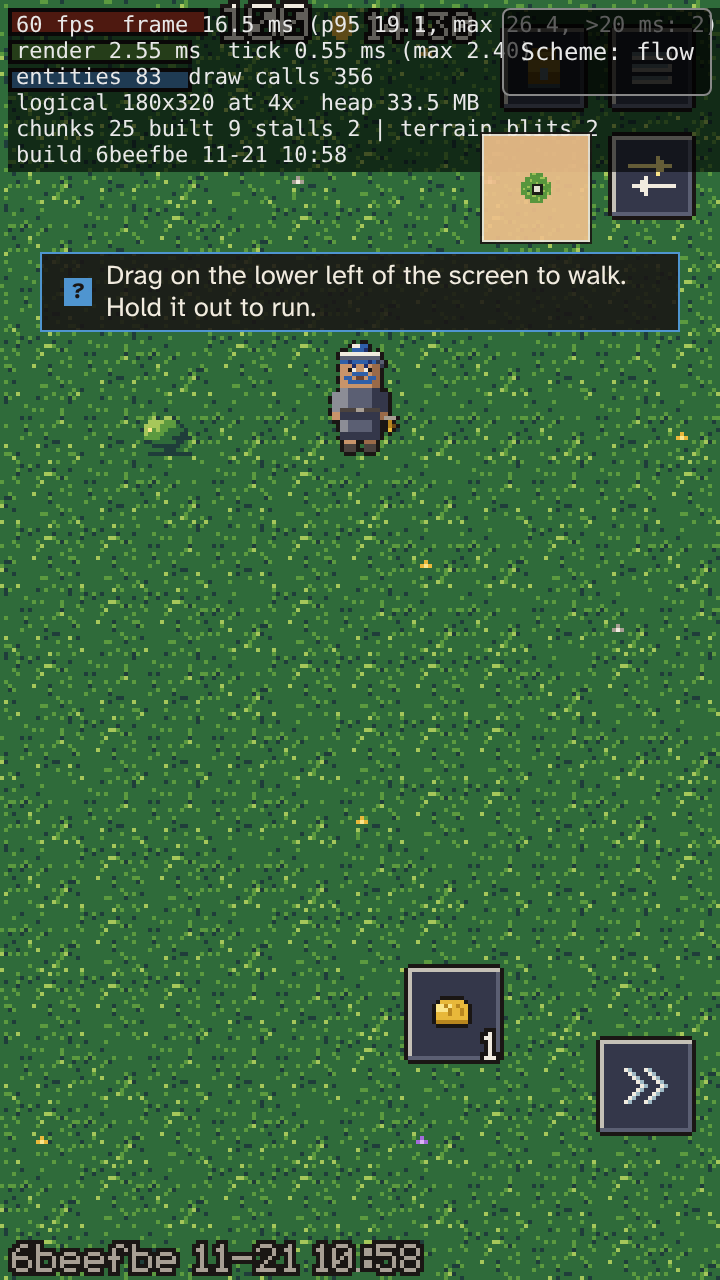 60 fps  frame 16.5 ms (p95 19.1, max 26.4, >20 ms: 2)
render 2.55 ms  tick 0.55 ms (max 2.40
Scheme: flow
entities 83  draw calls 356
logical 180x320 at 4x  heap 33.5 MB
chunks 25 built 9 stalls 2 | terrain blits 2
build 6beefbe 11-21 10:58
? Drag on the lower left of the screen to walk.
Hold it out to run.
1
6beefbe 11-21 10:58